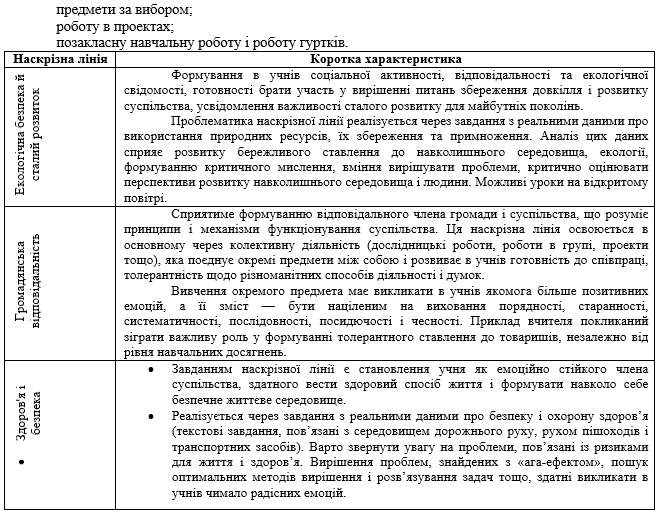 предмети за вибором;
роботу в проектах;
позакласну навчальну роботу і роботу гуртків.
Наскрізна лінія
Коротка характеристика
Екологічна безпека й
сталий розвиток
Формування в учнів соціальної активності, відповідальності та екологічної
свідомості, готовності брати участь у вирішенні питань збереження довкілля і розвитку
суспільства, усвідомлення важливості сталого розвитку для майбутніх поколінь.
Проблематика наскрізної лінії реалізується через завдання з реальними даними про
використання природних ресурсів, їх збереження та примноження. Аналіз цих даних
сприяє розвитку бережливого ставлення до навколишнього середовища, екології,
формуванню критичного мислення, вміння вирішувати проблеми, критично оцінювати
перспективи розвитку навколишнього середовища і людини. Можливі уроки на відкритому
повітрі.
Громадянська
відповідальність
Сприятиме формуванню відповідального члена громади і суспільства, що розуміє
принципи і механізми функціонування суспільства. Ця наскрізна лінія освоюється в
основному через колективну діяльність (дослідницькі роботи, роботи в групі, проекти
тощо), яка поєднує окремі предмети між собою і розвиває в учнів готовність до співпраці,
толерантність щодо різноманітних способів діяльності і думок.
Вивчення окремого предмета має викликати в учнів якомога більше позитивних
емоцій, а її зміст — бути націленим на виховання порядності, старанності,
систематичності, послідовності, посидючості і чесності. Приклад вчителя покликаний
зіграти важливу роль у формуванні толерантного ставлення до товаришів, незалежно від
рівня навчальних досягнень.
• Здоров'я і
безпека
• Завданням наскрізної лінії є становлення учня як емоційно стійкого члена
суспільства, здатного вести здоровий спосіб життя і формувати навколо себе
безпечне життєве середовище.
• Реалізується через завдання з реальними даними про безпеку і охорону здоров’я
(текстові завдання, пов’язані з середовищем дорожнього руху, рухом пішоходів і
транспортних засобів). Варто звернути увагу на проблеми, пов’язані із ризиками
для життя і здоров’я. Вирішення проблем, знайдених з «ага-ефектом», пошук
оптимальних методів вирішення і розв’язування задач тощо, здатні викликати в
учнів чимало радісних емоцій.